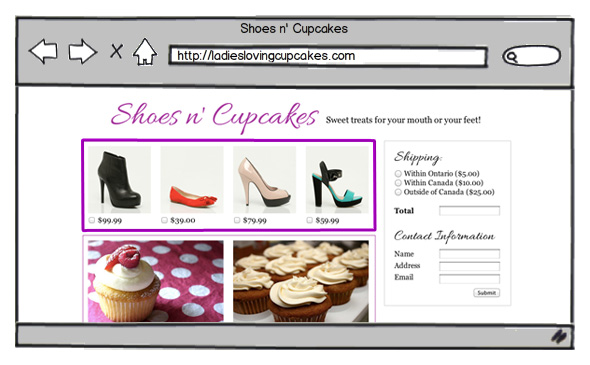 Shoes n' Cupcakes
http://ladieslovingcupcakes.com
Shoes n' Cupcakes Sweet treats for your mouth or your feet!
$99.99 $39.00 $79.99 $59.99
Shipping:
Within Ontario ($5.00)
Within Canada ($10.00)
Outside of Canada ($25.00)
Total
Contact Information
Name
Address
Email
Submit